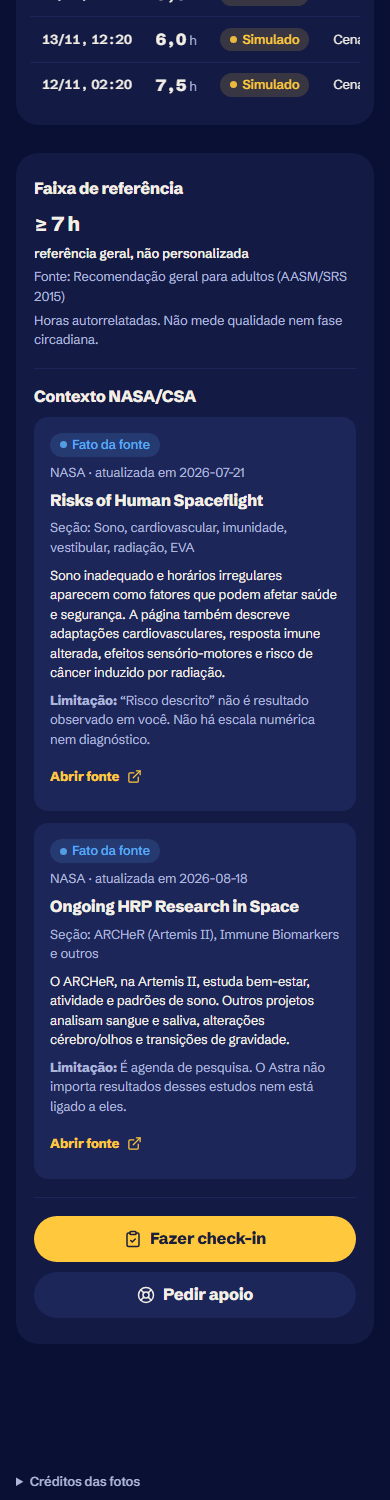 13/11, 12:20 6,0 h Simulado
12/11, 02:20 7,5 h Simulado
Faixa de referência
≥ 7 h
referência geral, não personalizada
Fonte: Recomendação geral para adultos (AASM/SRS
2015)
Horas autorrelatadas. Não mede qualidade nem fase
circadiana.
Contexto NASA/CSA
Fato da fonte
NASA · atualizada em 2026-07-21
Risks of Human Spaceflight
Seção: Sono, cardiovascular, imunidade,
vestibular, radiação, EVA
Sono inadequado e horários irregulares
aparecem como fatores que podem afetar saúde
e segurança. A página também descreve
adaptações cardiovasculares, resposta imune
alterada, efeitos sensório-motores e risco de
câncer induzido por radiação.
Limitação: “Risco descrito” não é resultado
observado em você. Não há escala numérica
nem diagnóstico.
Abrir fonte
Fato da fonte
NASA · atualizada em 2026-08-18
Ongoing HRP Research in Space
Seção: ARCHeR (Artemis II), Immune Biomarkers
e outros
O ARCHeR, na Artemis II, estuda bem-estar,
atividade e padrões de sono. Outros projetos
analisam sangue e saliva, alterações
cérebro/olhos e transições de gravidade.
Limitação: É agenda de pesquisa. O Astra não
importa resultados desses estudos nem está
ligado a eles.
Abrir fonte
Fazer check-in
Pedir apoio
Créditos das fotos